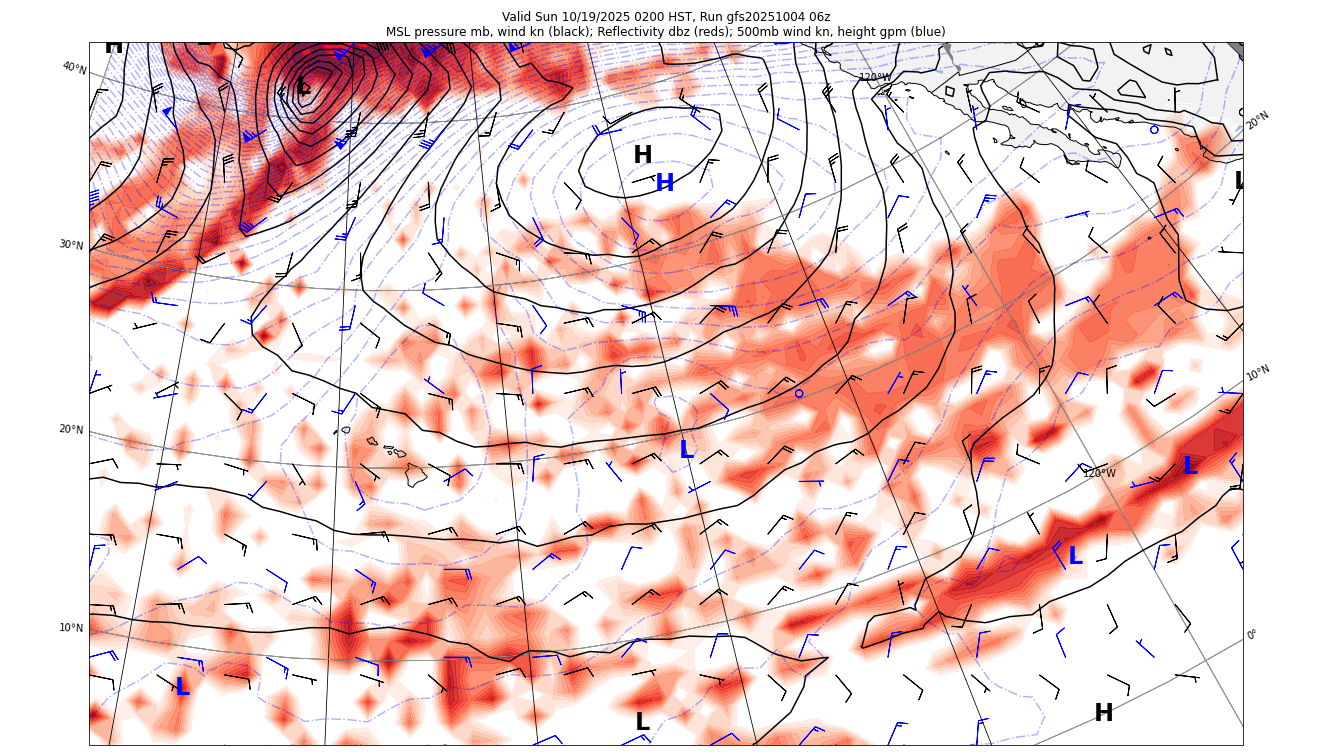 Valid Sun 10/19/2025 0200 HST, Run gfs20251004 06z
MSL pressure mb, wind kn (black); Reflectivity dbz (reds); 500mb wind kn, height gpm (blue)
H
L
40°N
120°W
20°N
H
H
L
30°N
10°N
20°N
L
L
120°W
L
10°N
0°
L
L
H